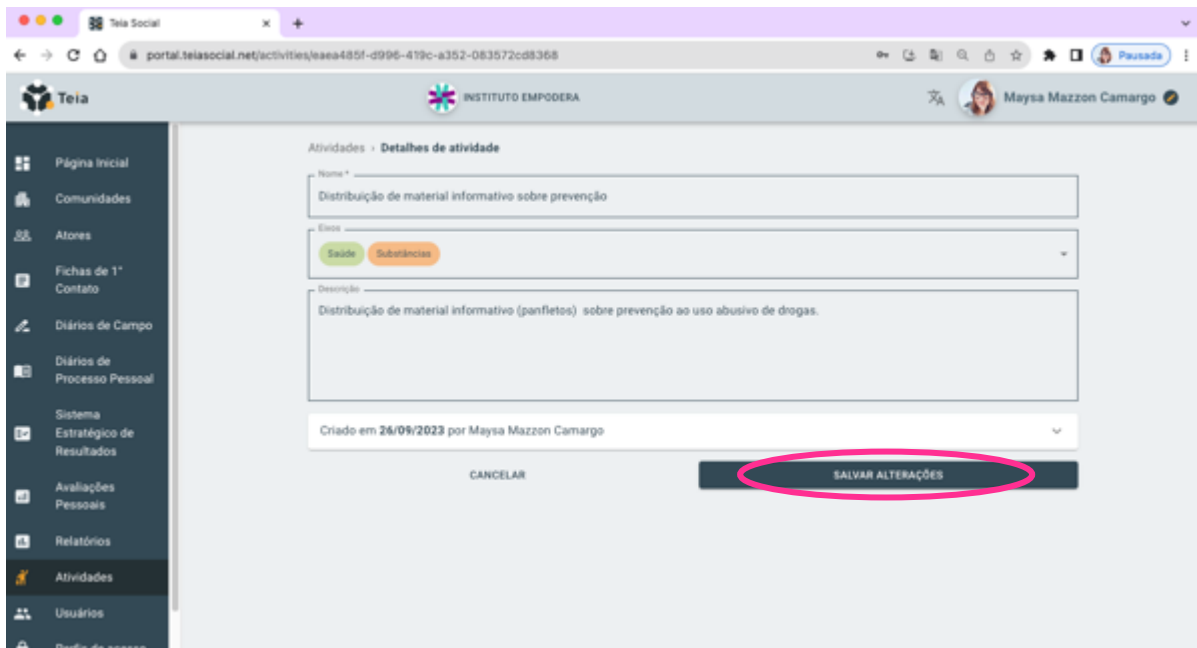 Teia Social
portal.teiasocial.net/activities/eaea485f-d996-419c-a352-083572cd8368
Pausada
Teia
INSTITUTO EMPODERA
Maysa Mazzon Camargo
Página Inicial
Comunidades
Atores
Fichas de 1°
Contato
Diários de Campo
Diários de
Processo Pessoal
Sistema
Estratégico de
Resultados
Avaliações
Pessoais
Relatórios
Atividades
Usuários
Perfis de acesso
Atividades › Detalhes de atividade
Nome *
Distribuição de material informativo sobre prevenção
Eixos
Saúde Substâncias
Descrição
Distribuição de material informativo (panfletos) sobre prevenção ao uso abusivo de drogas.
Criado em 26/09/2023 por Maysa Mazzon Camargo
CANCELAR SALVAR ALTERAÇÕES